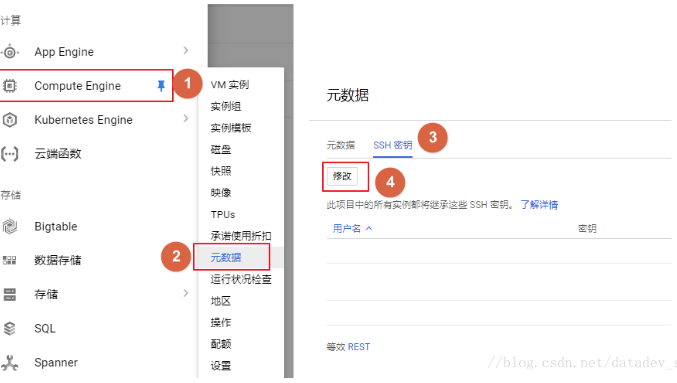 计算
App Engine
Compute Engine
1
Kubernetes Engine
云端函数
存储
Bigtable
数据存储
存储
SQL
Spanner
VM 实例
实例组
实例模板
磁盘
快照
映像
TPUs
承诺使用折扣
2
元数据
运行状况检查
地区
操作
配额
设置
元数据
元数据 SSH 密钥
3
修改
4
此项目中的所有实例都将继承这些 SSH 密钥。 了解详情
用户名 密钥
等效 REST
//blog.csdn.net/datadev_s